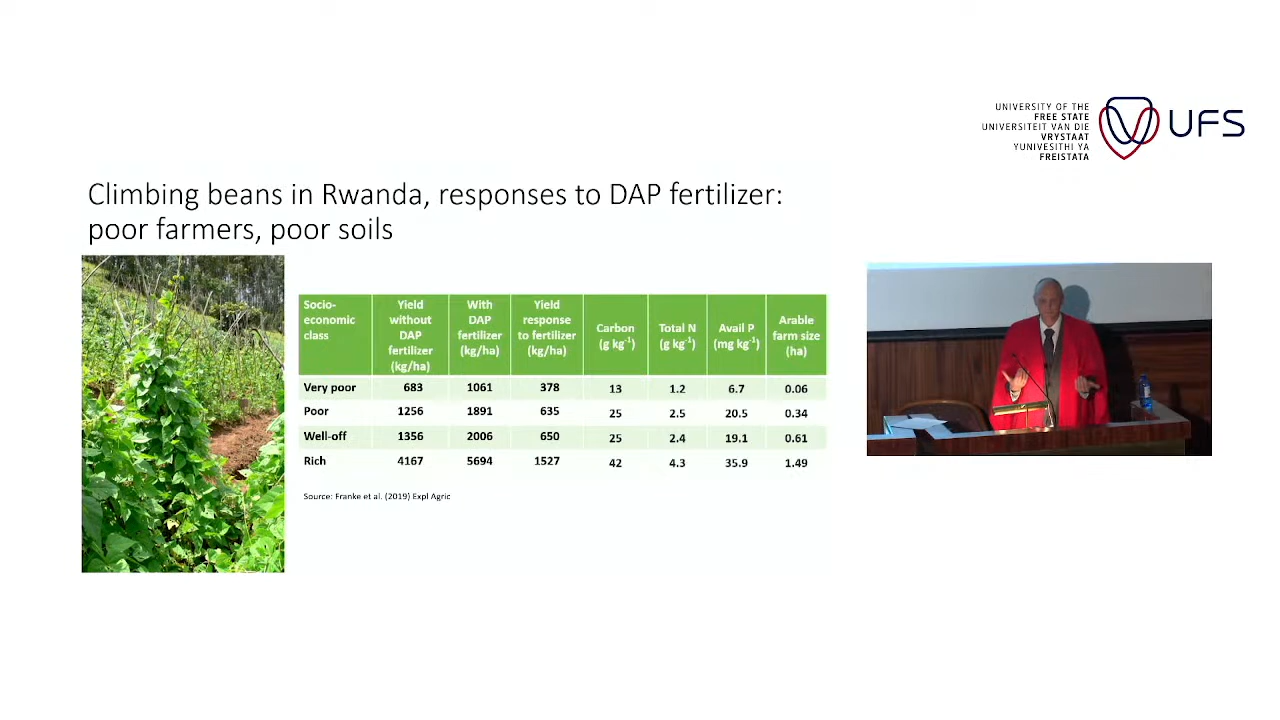 UNIVERSITY OF THE
FREE STATE
UNIVERSITEIT VAN DIE
VRYSTAAT
YUNIVESITHI YA
FREISTATA
UFS
Climbing beans in Rwanda, responses to DAP fertilizer:
poor farmers, poor soils
Socio-
economic
class
Yield
without
DAP
fertilizer
(kg/ha)
With
DAP
fertilizer
(kg/ha)
Yield
response
to fertilizer
(kg/ha)
Carbon
(g kg⁻¹)
Total N
(g kg⁻¹)
Avail P
(mg kg⁻¹)
Arable
farm size
(ha)
Very poor 683 1061 378 13 1.2 6.7 0.06
Poor 1256 1891 635 25 2.5 20.5 0.34
Well-off 1356 2006 650 25 2.4 19.1 0.61
Rich 4167 5694 1527 42 4.3 35.9 1.49
Source: Franke et al. (2019) Expl Agric